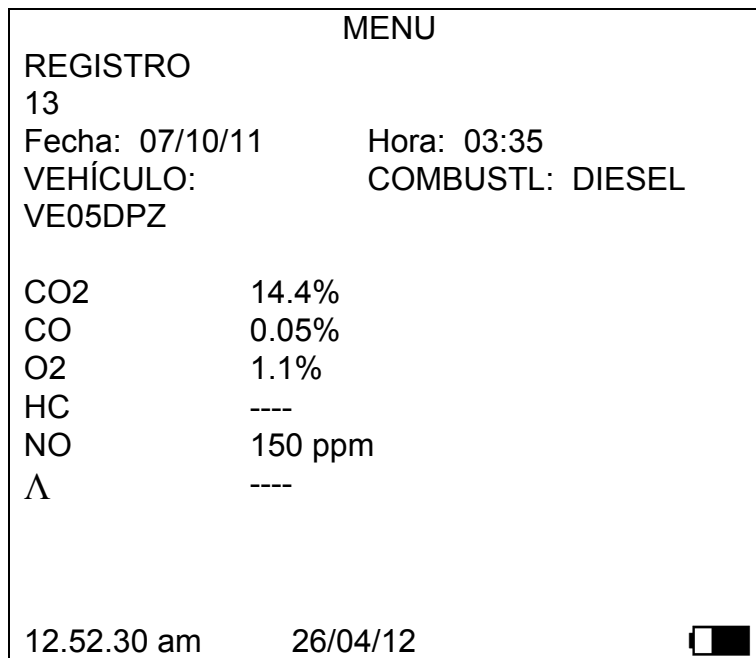 MENU
REGISTRO
13
Fecha: 07/10/11 Hora: 03:35
VEHÍCULO: COMBUSTL: DIESEL
VE05DPZ
CO2 14.4%
CO 0.05%
O2 1.1%
HC ----
NO 150 ppm
Λ ----
12.52.30 am 26/04/12